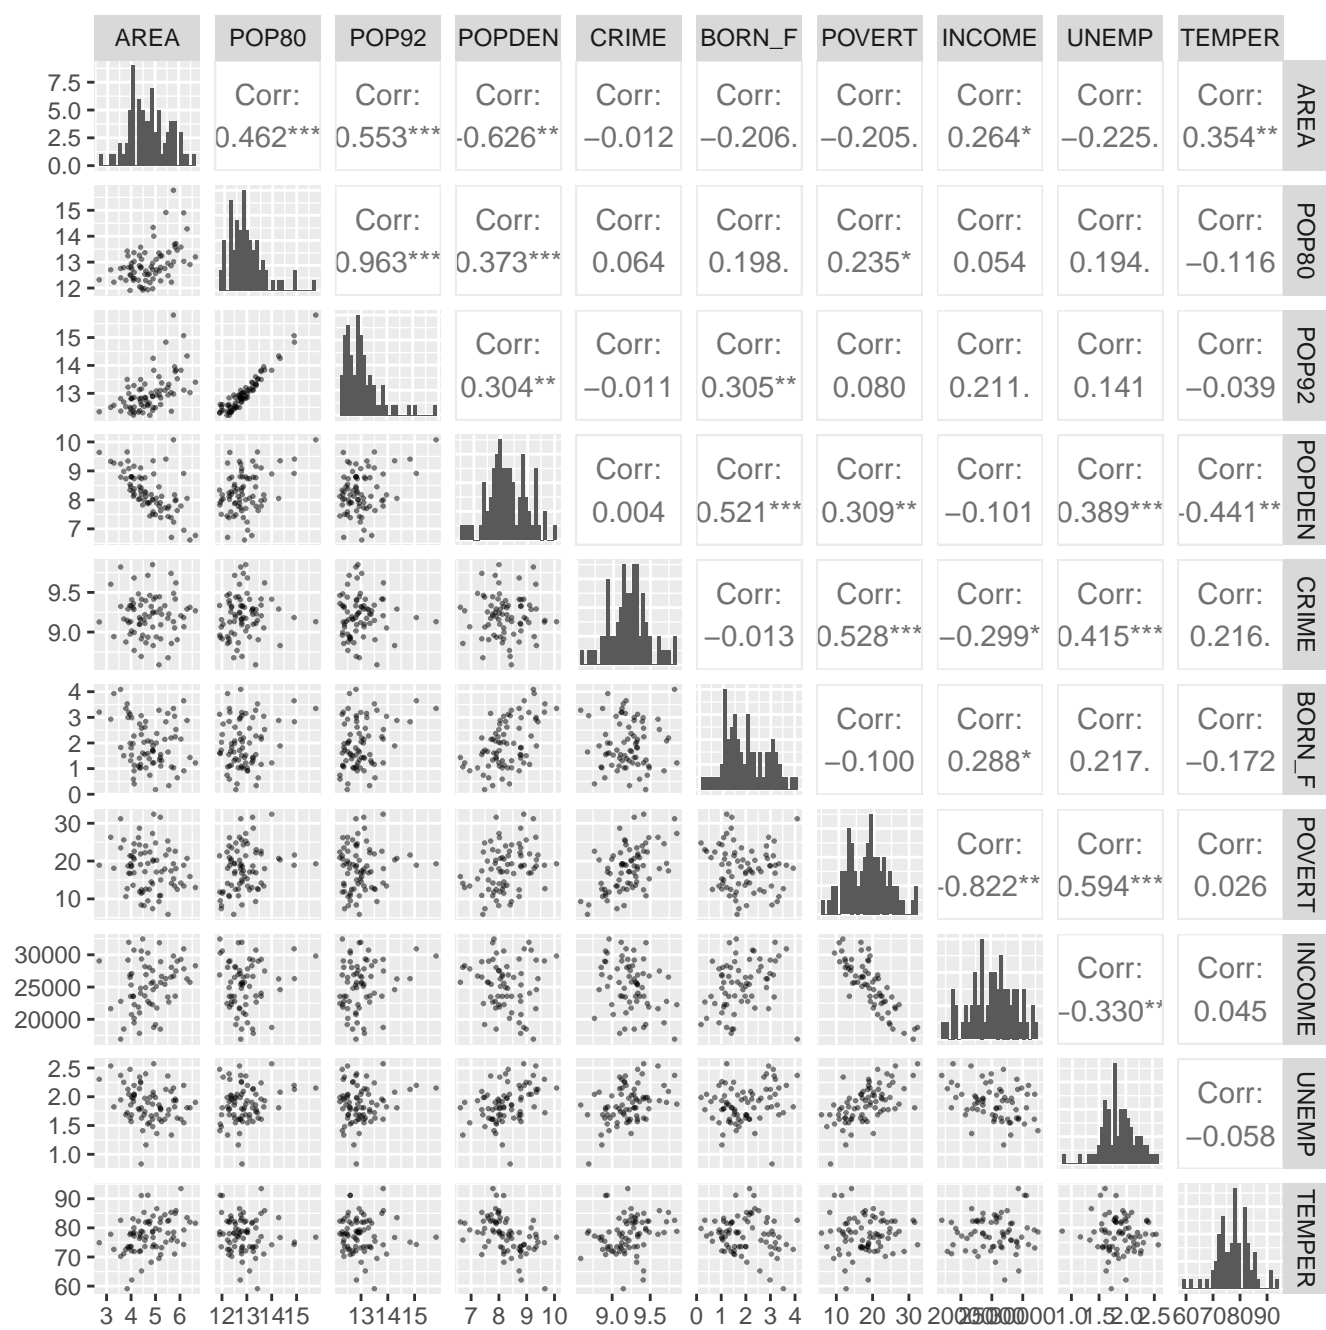 AREA POP80 POP92 POPDEN CRIME BORN_F POVERT INCOME UNEMP TEMPER
7.5
5.0
2.5
0.0
Corr: Corr: Corr: Corr: Corr: Corr: Corr: Corr: Corr:
0.462*** 0.553*** -0.626** −0.012 −0.206. −0.205. 0.264* −0.225. 0.354**
AREA
15
14
13
12
Corr: Corr: Corr: Corr: Corr: Corr: Corr: Corr:
0.963*** 0.373*** 0.064 0.198. 0.235* 0.054 0.194. −0.116
POP80
15
14
13
Corr: Corr: Corr: Corr: Corr: Corr: Corr:
0.304** −0.011 0.305** 0.080 0.211. 0.141 −0.039
POP92
10
9
8
7
Corr: Corr: Corr: Corr: Corr: Corr:
0.004 0.521*** 0.309** −0.101 0.389*** -0.441**
POPDEN
9.5
9.0
Corr: Corr: Corr: Corr: Corr:
−0.013 0.528*** −0.299* 0.415*** 0.216.
CRIME
4
3
2
1
0
Corr: Corr: Corr: Corr:
−0.100 0.288* 0.217. −0.172
BORN_F
30
20
10
Corr: Corr: Corr:
-0.822** 0.594*** 0.026
POVERT
30000
25000
20000
Corr: Corr:
−0.330** 0.045
INCOME
2.5
2.0
1.5
1.0
Corr:
−0.058
UNEMP
90
80
70
60
TEMPER
3 4 5 6 12131415 131415 7 8 9 10 9.0 9.5 0 1 2 3 4 10 20 30 200002500030000 1.01.52.02.5 60708090